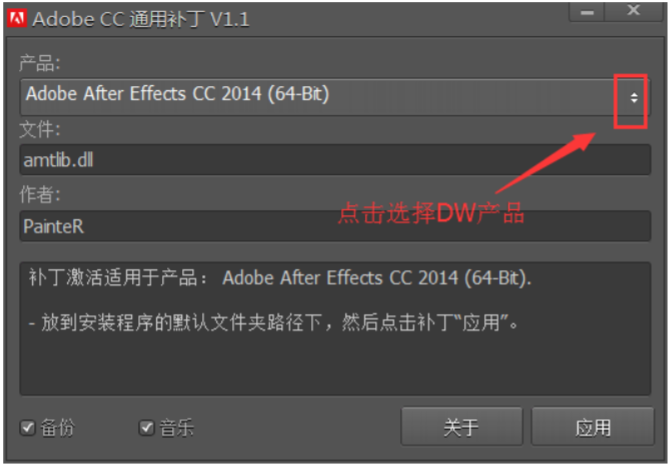 Adobe CC 通用补丁 V1.1
产品:
Adobe After Effects CC 2014 (64-Bit)
文件:
amtlib.dll
作者:
点击选择DW产品
PainteR
补丁激活适用于产品： Adobe After Effects CC 2014 (64-Bit).
- 放到安装程序的默认文件夹路径下，然后点击补丁“应用”。
备份
音乐
关于
应用